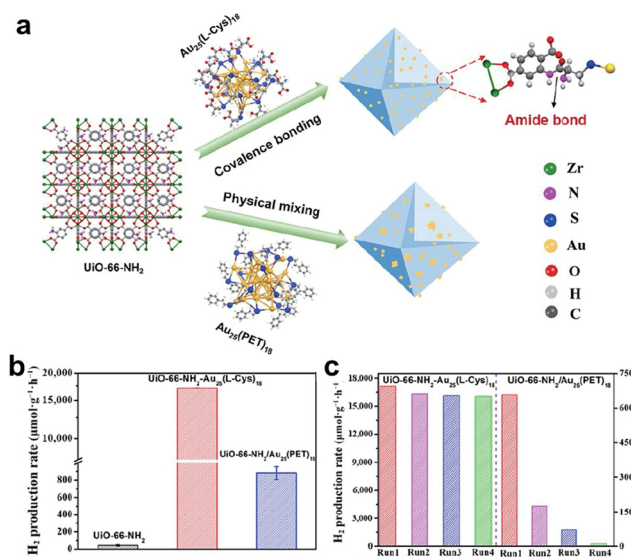 a
Au25(L-Cys)18
Covalence bonding
Amide bond
Physical mixing
UiO-66-NH2
Au25(PET)18
Zr
N
S
Au
O
H
C
b
H2 production rate (μmol·g-1·h-1)
20,000
15,000
10,000
800
600
400
200
0
UiO-66-NH2-Au25(L-Cys)18
UiO-66-NH2/Au25(PET)18
UiO-66-NH2
c
H2 production rate (μmol·g-1·h-1)
18,000
15,000
12,000
9,000
6,000
3,000
0
UiO-66-NH2-Au25(L-Cys)18
UiO-66-NH2/Au25(PET)18
750
600
450
300
150
0
Run1 Run2 Run3 Run4 Run1 Run2 Run3 Run4